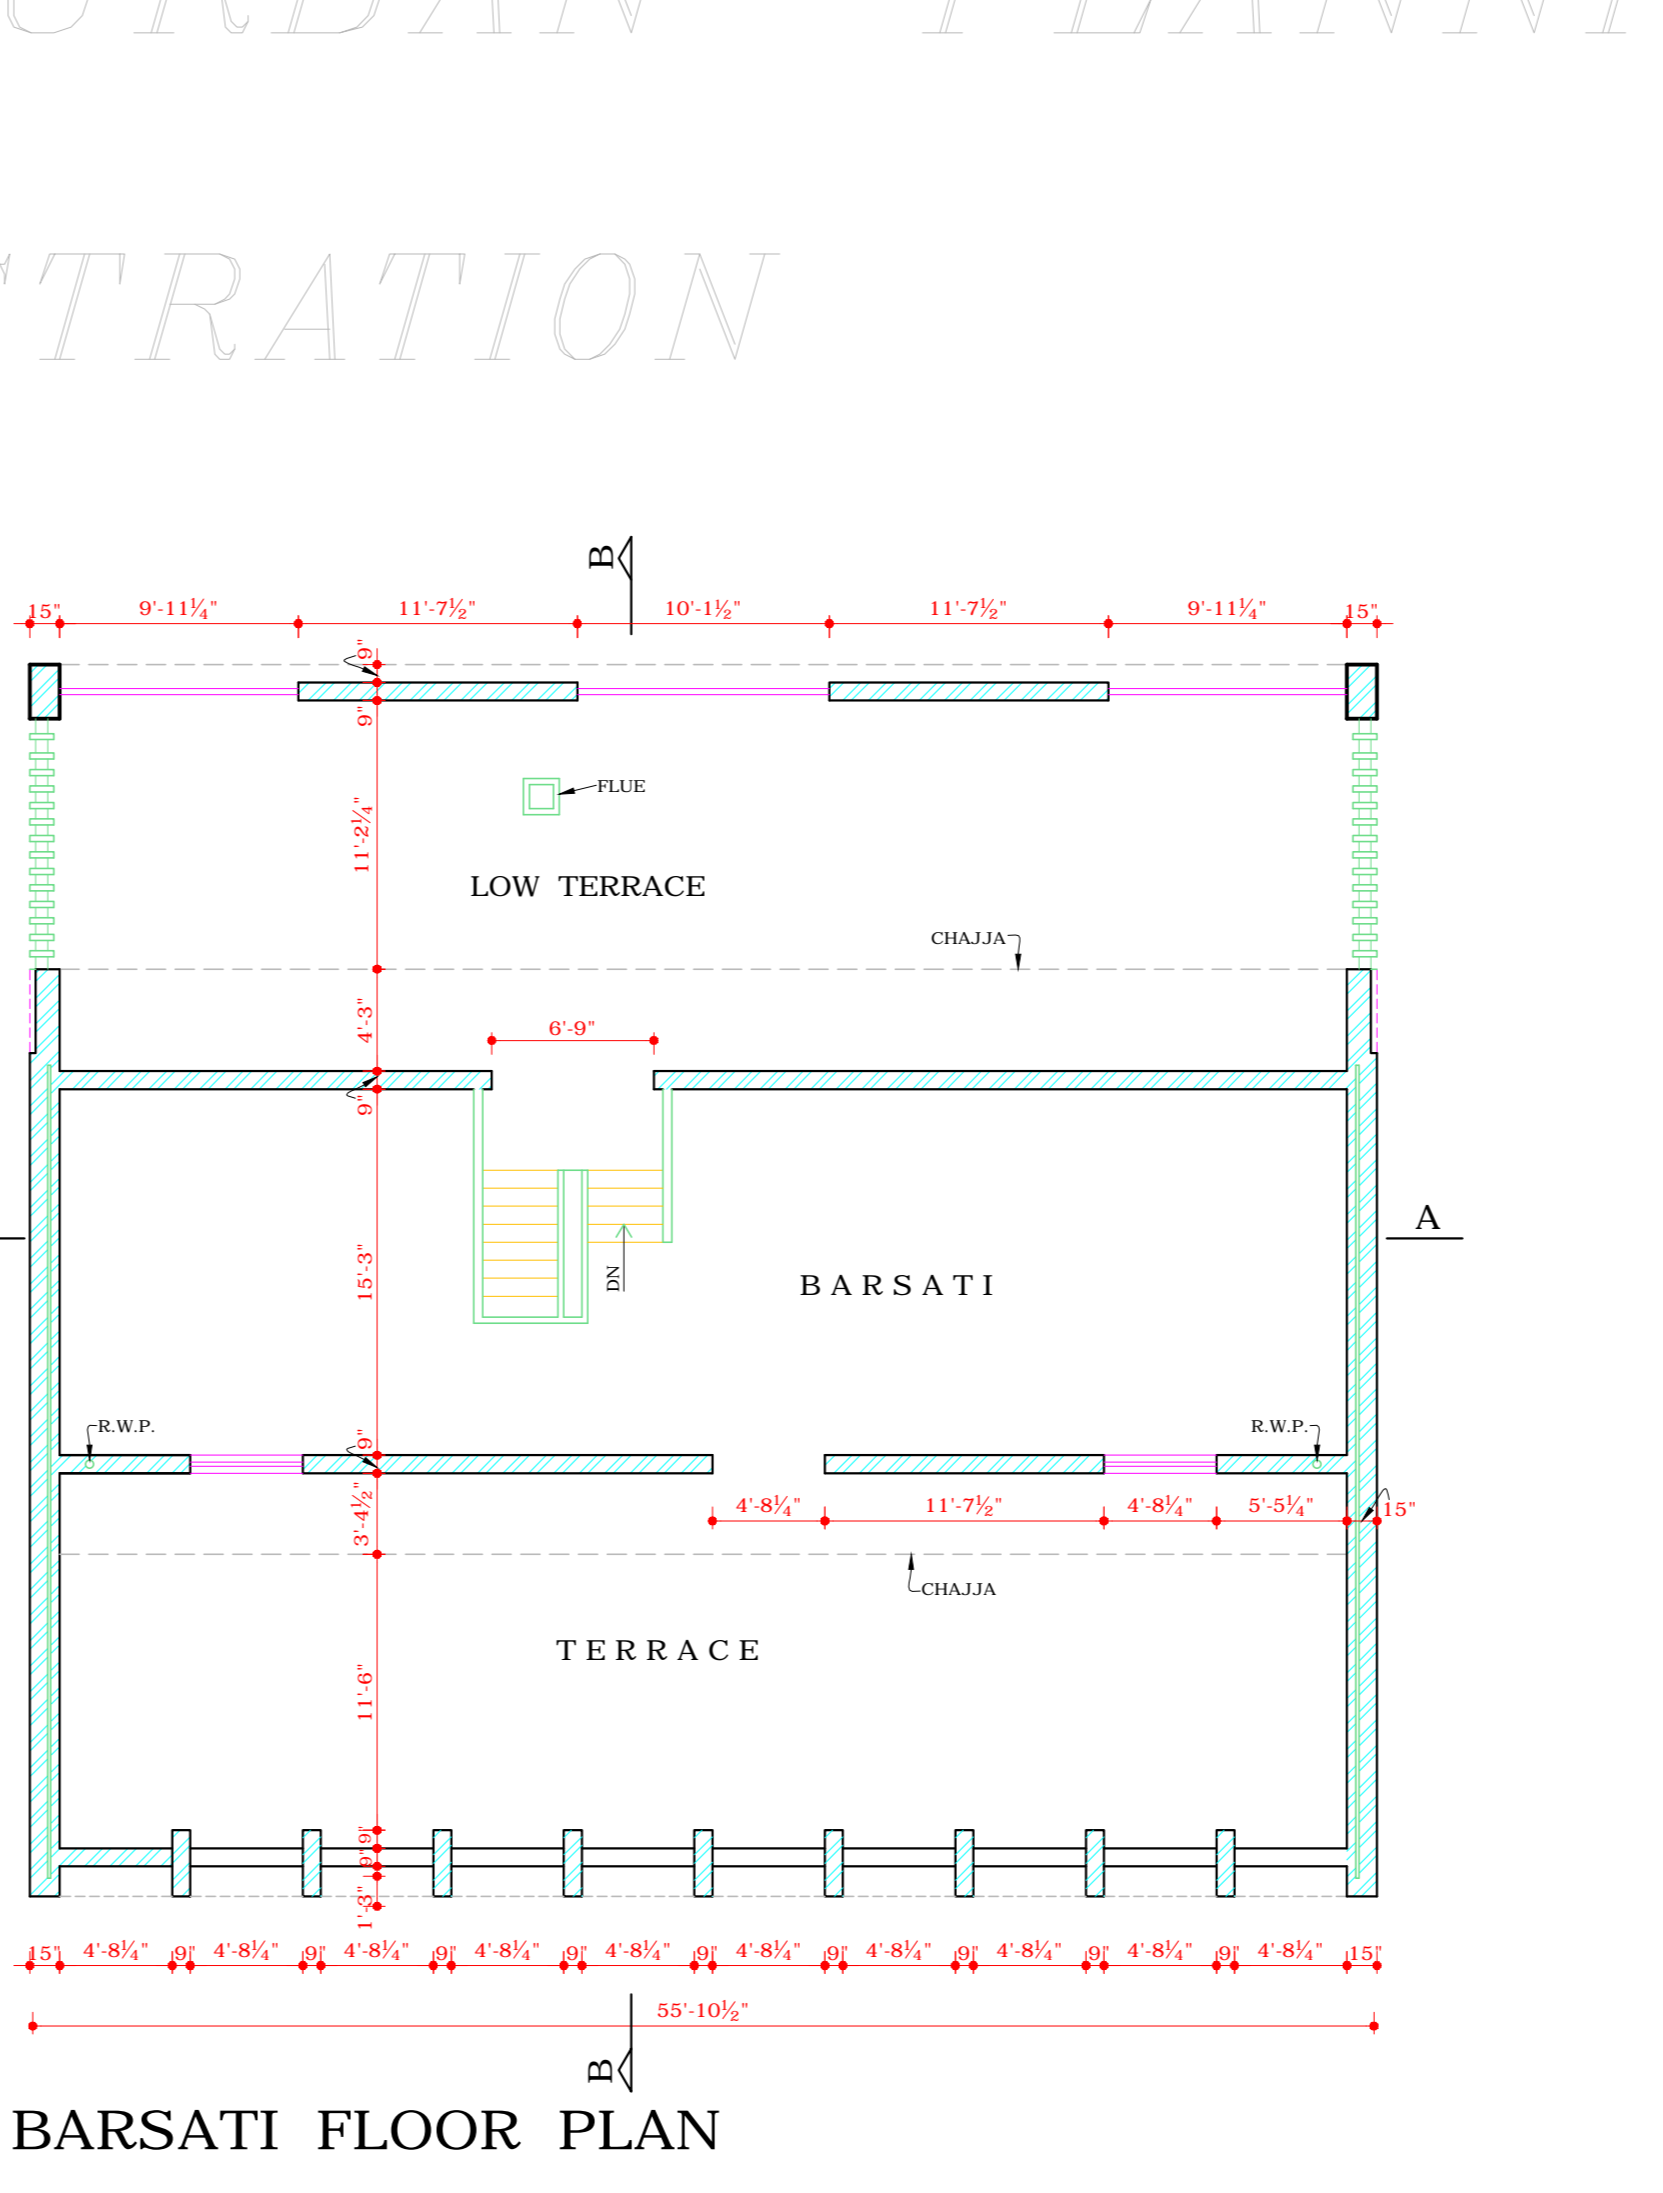 URBAN PLANNI
STRATION
B
15" 9'-11¼" 11'-7½" 10'-1½" 11'-7½" 9'-11¼" 15"
9"
9"
FLUE
11'-2¼"
LOW TERRACE
CHAJJA
4'-3"
6'-9"
9"
A
15'-3"
DN
BARSATI
R.W.P. R.W.P.
9"
3'-4½"
4'-8¼" 11'-7½" 4'-8¼" 5'-5¼" 15"
CHAJJA
TERRACE
11'-6"
9"
9"
1'-3"
15" 4'-8¼" 9" 4'-8¼" 9" 4'-8¼" 9" 4'-8¼" 9" 4'-8¼" 9" 4'-8¼" 9" 4'-8¼" 9" 4'-8¼" 9" 4'-8¼" 9" 4'-8¼" 15"
55'-10½"
B
BARSATI FLOOR PLAN